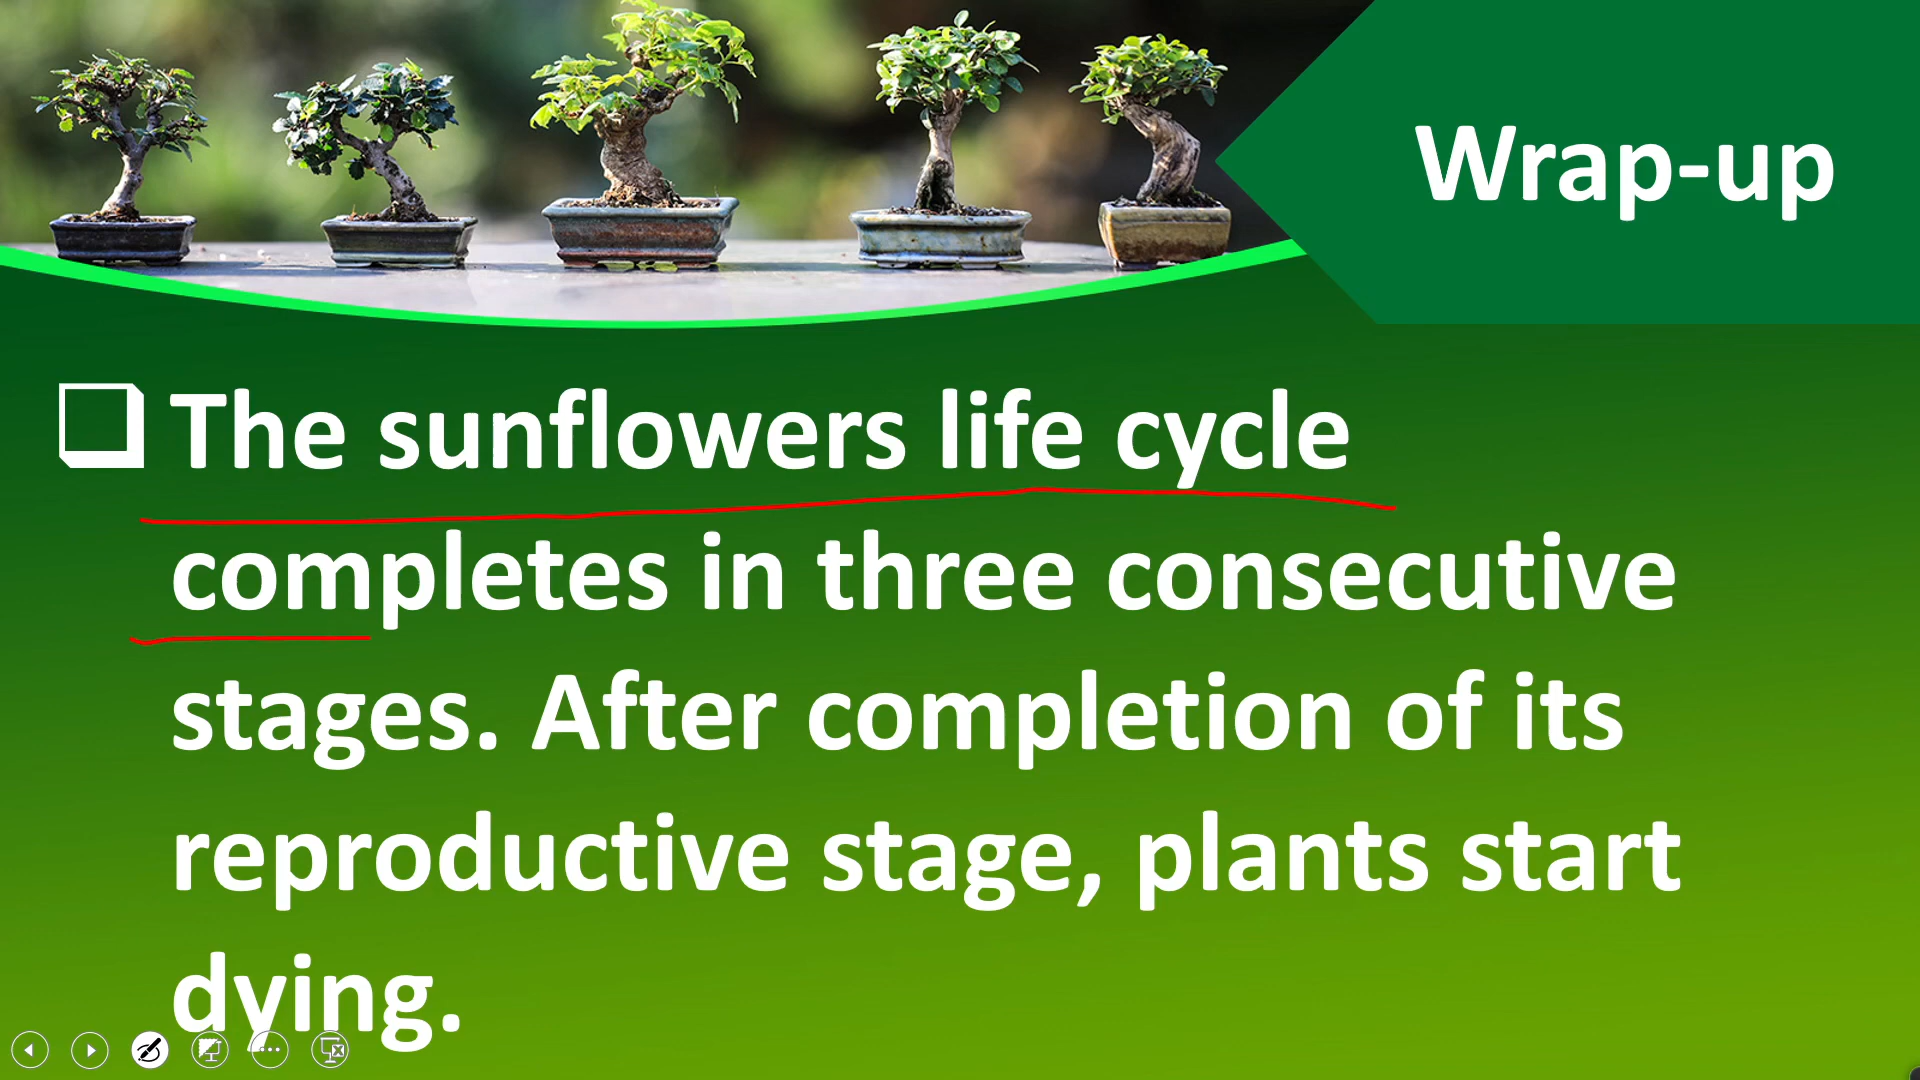 Wrap-up
The sunflowers life cycle
completes in three consecutive
stages. After completion of its
reproductive stage, plants start
dying.